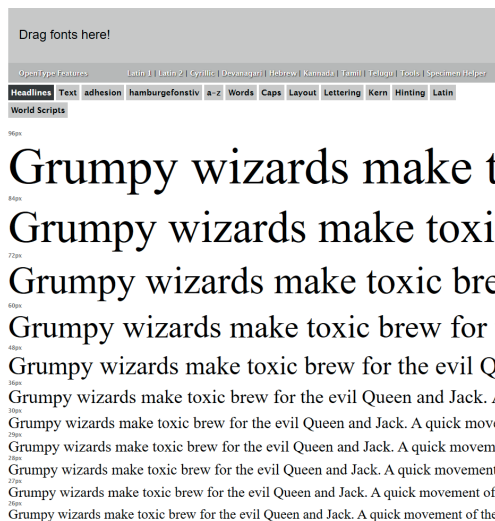 Drag fonts here!
OpenType Features Latin 1 | Latin 2 | Cyrillic | Devanagari | Hebrew | Kannada | Tamil | Telugu | Tools | Specimen Helper
Headlines Text adhesion hamburgefonstiv a-z Words Caps Layout Lettering Kern Hinting Latin
World Scripts
96px
Grumpy wizards make t
84px
Grumpy wizards make toxi
72px
Grumpy wizards make toxic bre
60px
Grumpy wizards make toxic brew for
48px
Grumpy wizards make toxic brew for the evil Q
36px
Grumpy wizards make toxic brew for the evil Queen and Jack.
30px
Grumpy wizards make toxic brew for the evil Queen and Jack. A quick move
29px
Grumpy wizards make toxic brew for the evil Queen and Jack. A quick movem
28px
Grumpy wizards make toxic brew for the evil Queen and Jack. A quick movement
27px
Grumpy wizards make toxic brew for the evil Queen and Jack. A quick movement of
26px
Grumpy wizards make toxic brew for the evil Queen and Jack. A quick movement of the